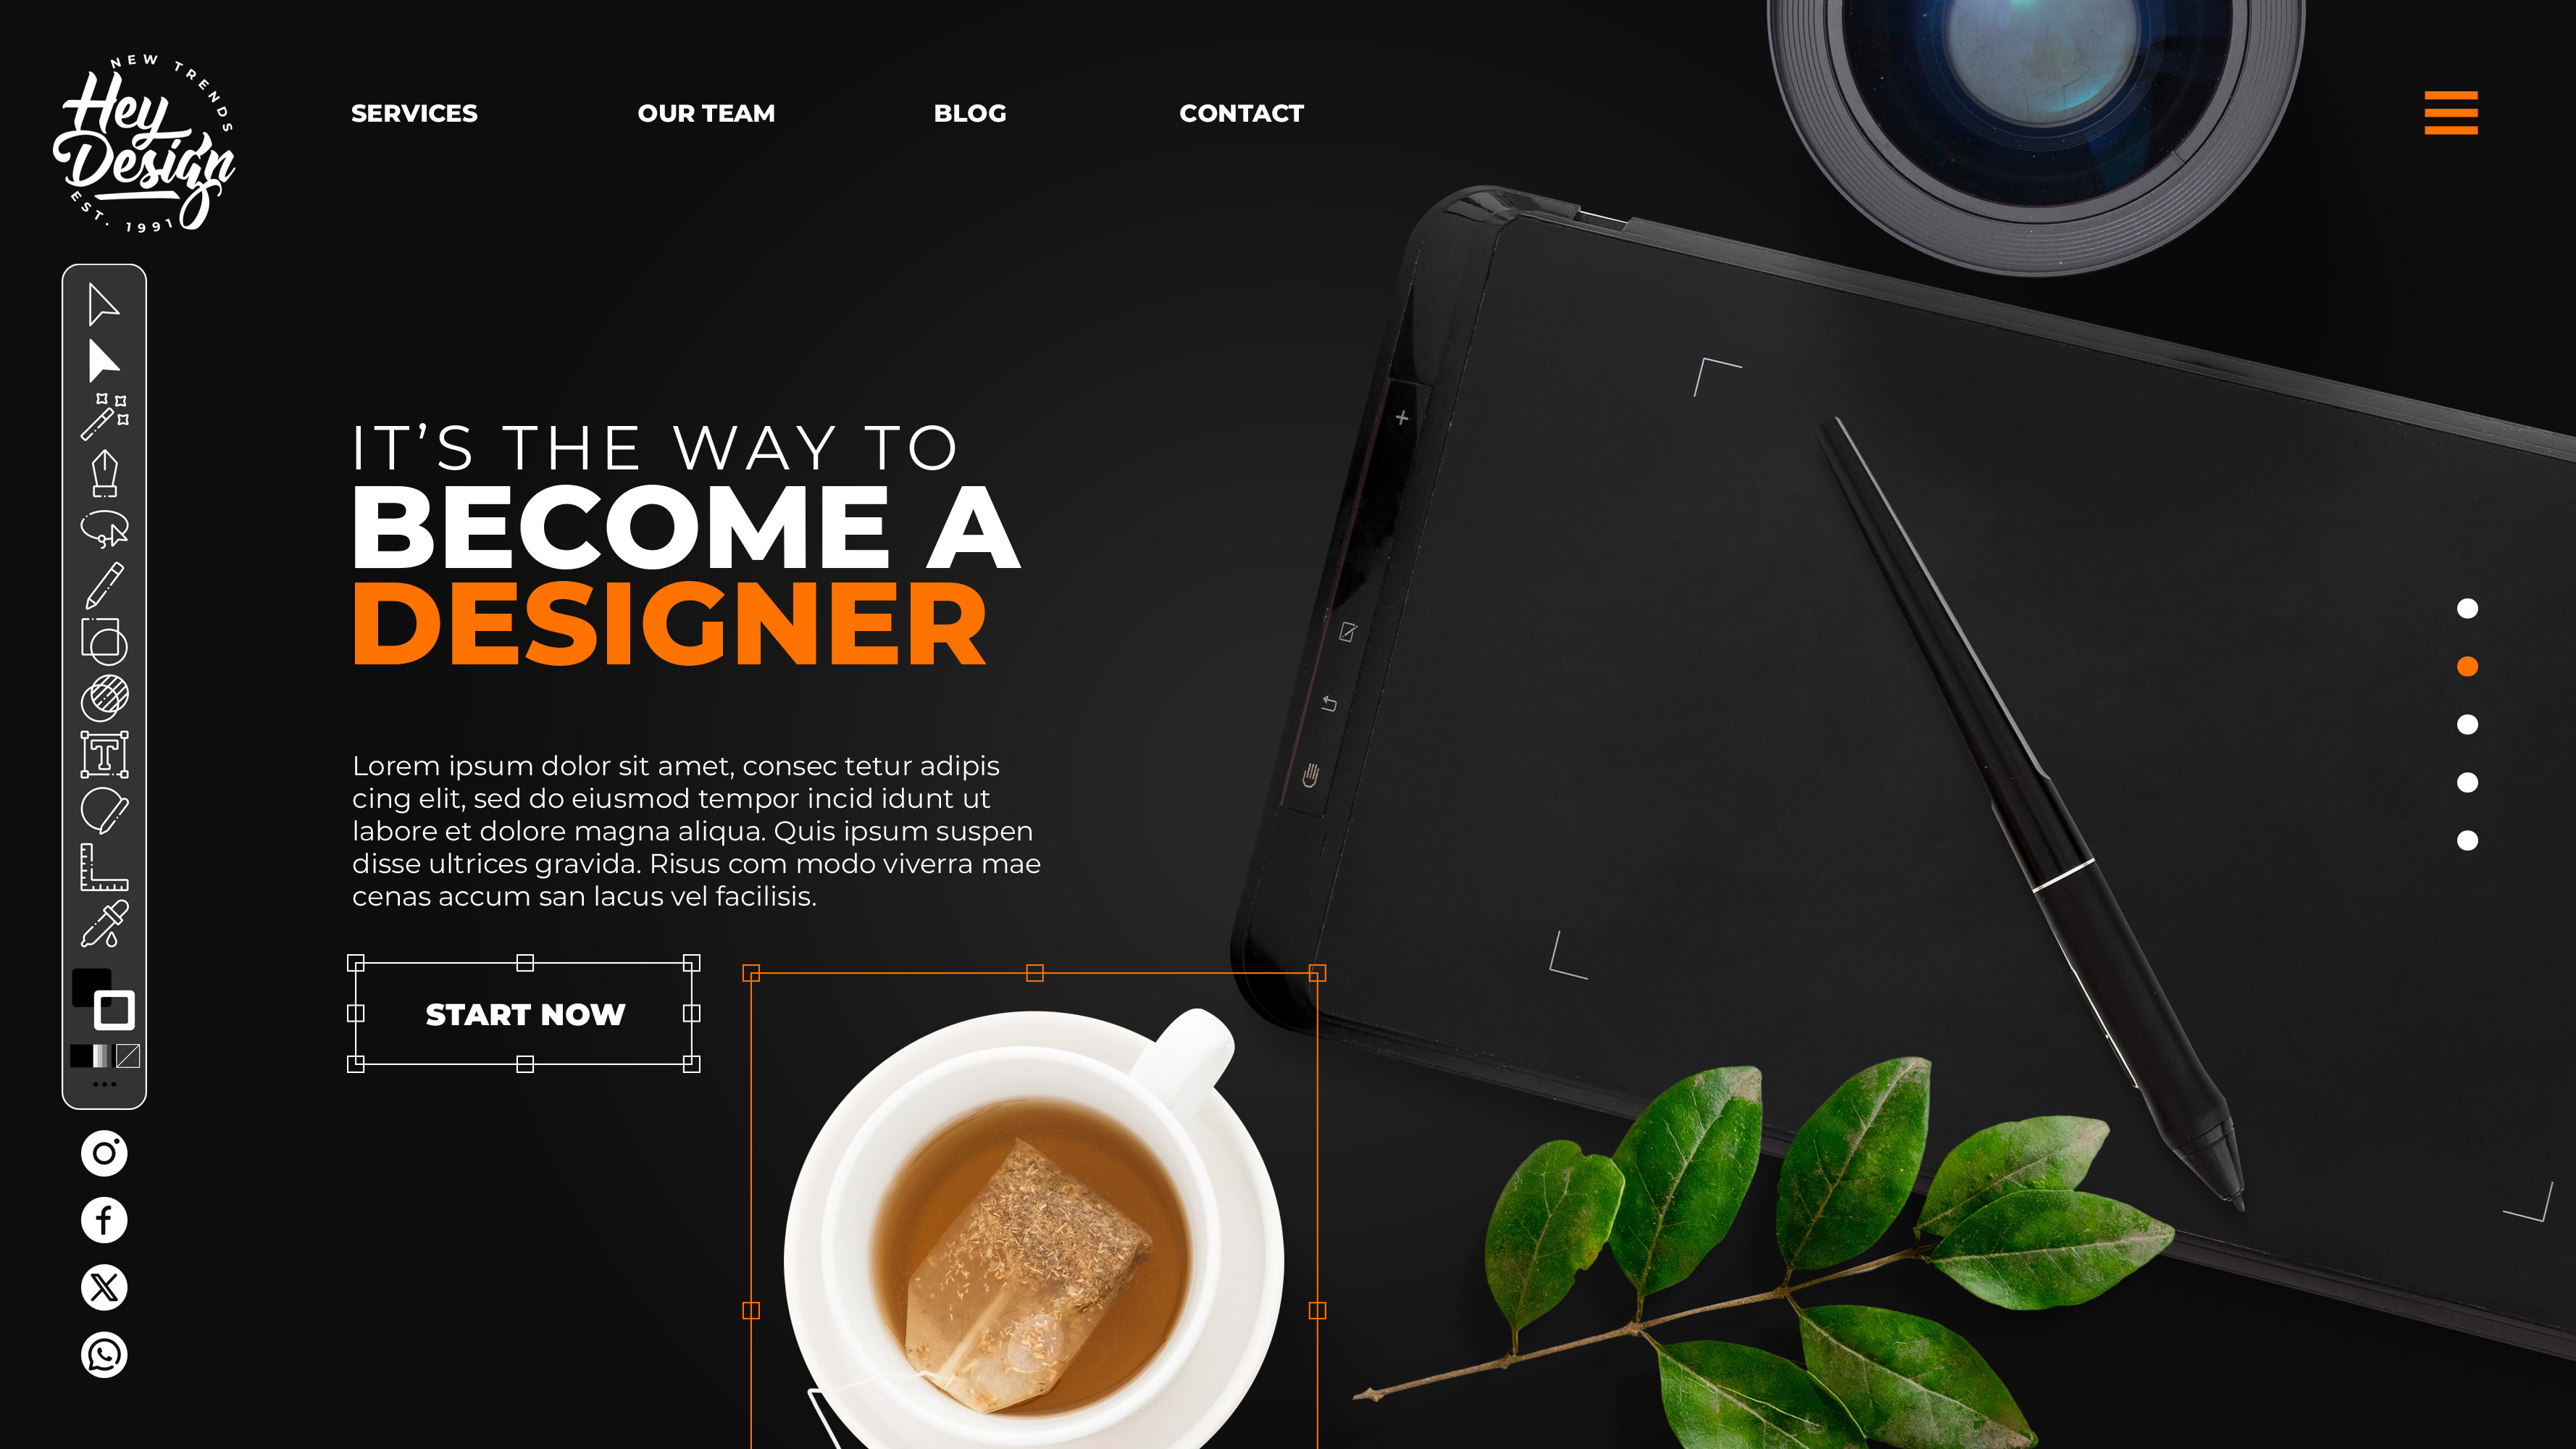 NEW TRENDS
Hey
Design
EST. 1991
SERVICES OUR TEAM BLOG CONTACT
IT'S THE WAY TO
BECOME A
DESIGNER
Lorem ipsum dolor sit amet, consec tetur adipis
cing elit, sed do eiusmod tempor incid idunt ut
labore et dolore magna aliqua. Quis ipsum suspen
disse ultrices gravida. Risus com modo viverra mae
cenas accum san lacus vel facilisis.
START NOW